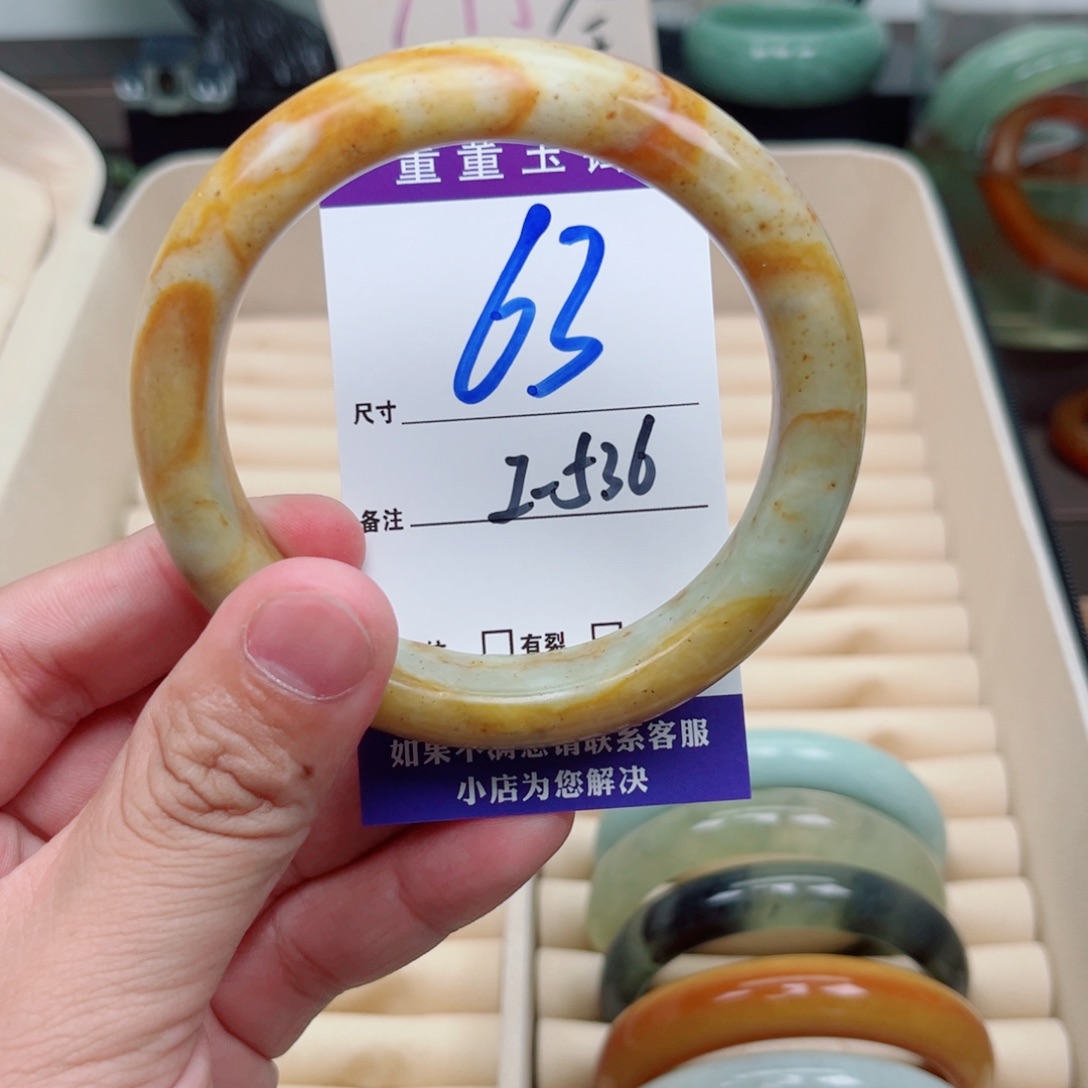 董董玉
63
尺寸
I-536
备注
有裂
如果不满意请联系客服
小店为您解决